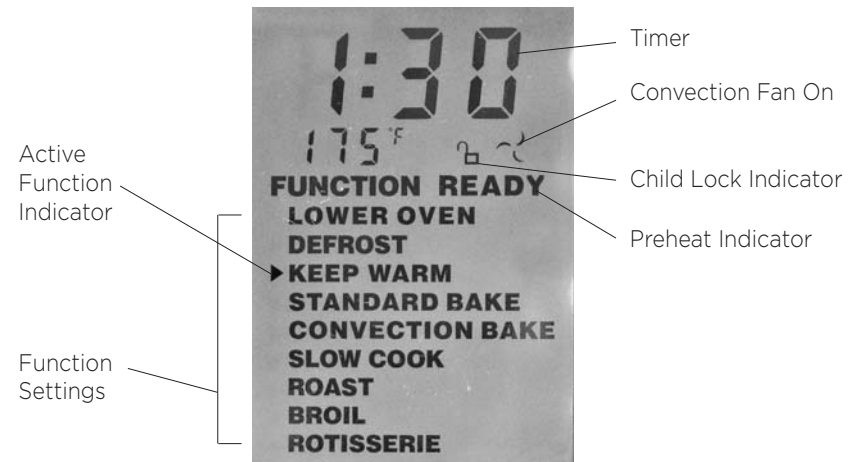 1:30
Timer
Convection Fan On
175°F
Active
Function
Indicator
Child Lock Indicator
FUNCTION READY
Preheat Indicator
LOWER OVEN
DEFROST
KEEP WARM
STANDARD BAKE
CONVECTION BAKE
SLOW COOK
Function
Settings
ROAST
BROIL
ROTISSERIE